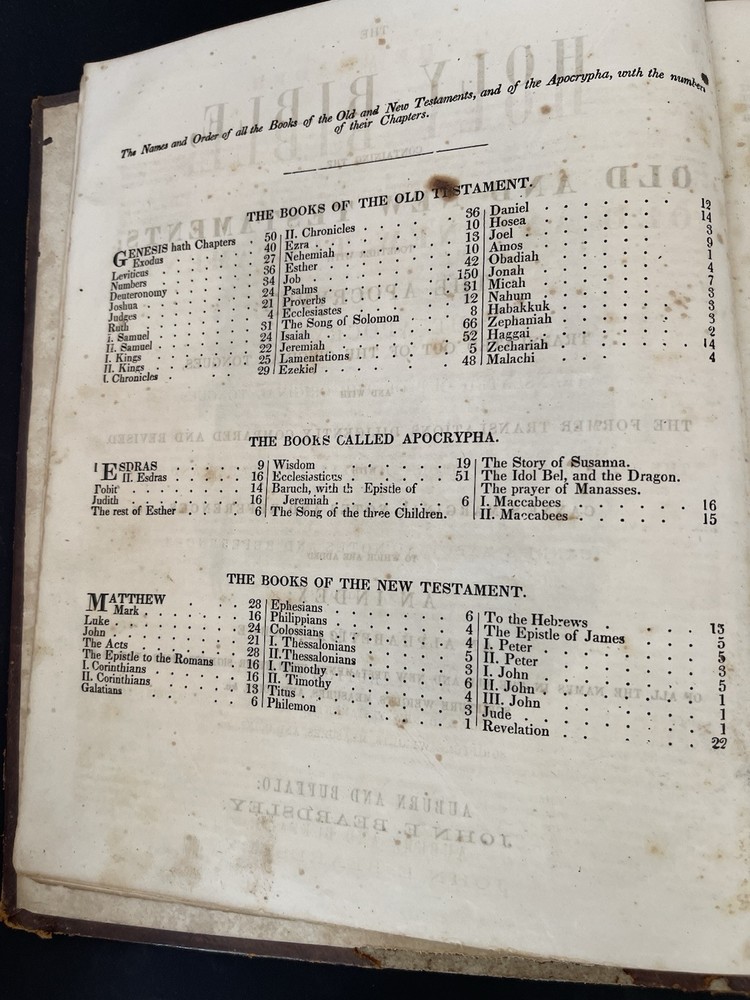 The Names and Order of all the Books of the Old and New Testaments, and of the Apocrypha, with the number
of their Chapters.
THE BOOKS OF THE OLD TESTAMENT.
GENESIS hath Chapters . 50
Exodus . . . . . 40
Leviticus . . . . . 27
Numbers . . . . . 36
Deuteronomy . . . . . 34
Joshua . . . . . 24
Judges . . . . . 21
Ruth . . . . . 4
I. Samuel . . . . . 31
II. Samuel . . . . . 24
I. Kings . . . . . 22
II. Kings . . . . . 25
I. Chronicles . . . . . 29
II. Chronicles . . . . . 36
Ezra . . . . . 10
Nehemiah . . . . . 13
Esther . . . . . 10
Job . . . . . 42
Psalms . . . . . 150
Proverbs . . . . . 31
Ecclesiastes . . . . . 12
The Song of Solomon . . . 8
Isaiah . . . . . 66
Jeremiah . . . . . 52
Lamentations . . . . . 5
Ezekiel . . . . . 48
Daniel . . . . . 12
Hosea . . . . . 14
Joel . . . . . 3
Amos . . . . . 9
Obadiah . . . . . 1
Jonah . . . . . 4
Micah . . . . . 7
Nahum . . . . . 3
Habakkuk . . . . . 3
Zephaniah . . . . . 3
Haggai . . . . . 2
Zechariah . . . . . 14
Malachi . . . . . 4
THE BOOKS CALLED APOCRYPHA.
I ESDRAS . . . . . 9
II. Esdras . . . . . 16
Tobit . . . . . 14
Judith . . . . . 16
The rest of Esther . . . . 6
Wisdom . . . . . 19
Ecclesiasticus . . . . . 51
Baruch, with the Epistle of
Jeremiah . . . . . 6
The Song of the three Children.
The Story of Susanna.
The Idol Bel, and the Dragon.
The prayer of Manasses.
I. Maccabees . . . . . 16
II. Maccabees . . . . . 15
THE BOOKS OF THE NEW TESTAMENT.
MATTHEW . . . . 28
Mark . . . . . 16
Luke . . . . . 24
John . . . . . 21
The Acts . . . . . 28
The Epistle to the Romans . . 16
I. Corinthians . . . . . 16
II. Corinthians . . . . . 13
Galatians . . . . . 6
Ephesians . . . . . 6
Philippians . . . . . 4
Colossians . . . . . 4
I. Thessalonians . . . . . 5
II. Thessalonians . . . . . 3
I. Timothy . . . . . 6
II. Timothy . . . . . 4
Titus . . . . . 3
Philemon . . . . . 1
To the Hebrews . . . . . 13
The Epistle of James . . . . 5
I. Peter . . . . . 5
II. Peter . . . . . 3
I. John . . . . . 5
II. John . . . . . 1
III. John . . . . . 1
Jude . . . . . 1
Revelation . . . . . 22